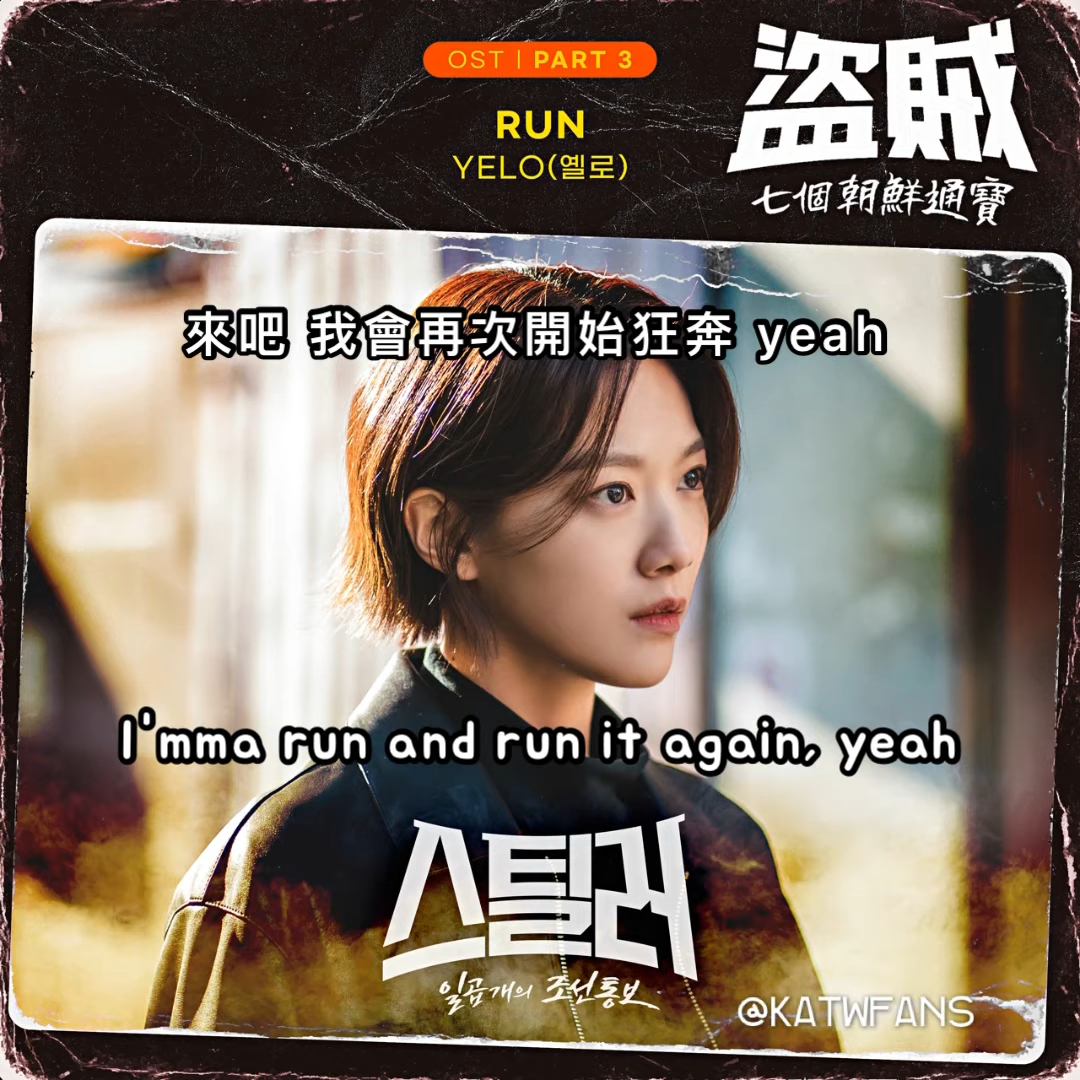 OST | PART 3
RUN
YELO(옐로)
盜賊
七個朝鮮通寶
來吧 我會再次開始狂奔 yeah
I'mma run and run it again, yeah
스틸러
일곱개의 조선통보
@KATWFANS